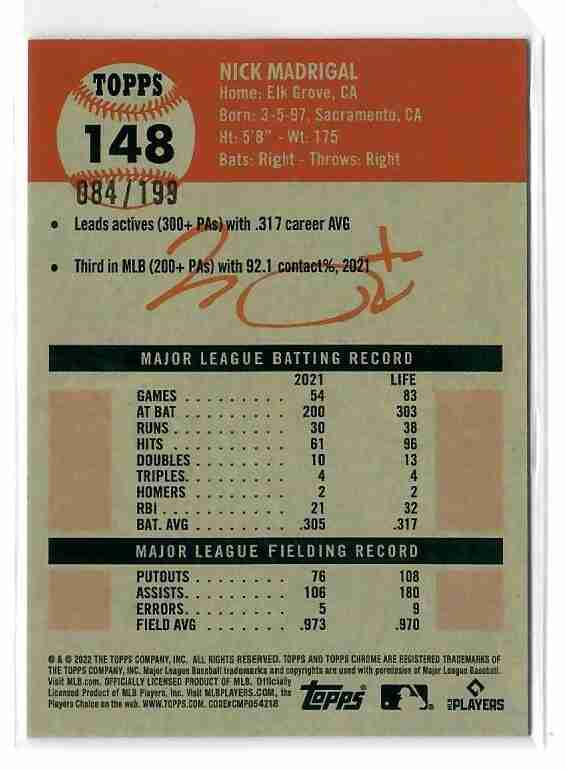 TOPPS
148
084/199
NICK MADRIGAL
Home: Elk Grove, CA
Born: 3-5-97, Sacramento, CA
Ht: 5'8" - Wt: 175
Bats: Right - Throws: Right
• Leads actives (300+ PAs) with .317 career AVG
• Third in MLB (200+ PAs) with 92.1 contact%, 2021
MAJOR LEAGUE BATTING RECORD
2021 LIFE
GAMES . . . . . . . . . 54 83
AT BAT . . . . . . . . . 200 303
RUNS . . . . . . . . . . 30 38
HITS . . . . . . . . . . 61 96
DOUBLES . . . . . . . . 10 13
TRIPLES. . . . . . . . . 4 4
HOMERS . . . . . . . . 2 2
RBI . . . . . . . . . . . 21 32
BAT. AVG . . . . . . . . .305 .317
MAJOR LEAGUE FIELDING RECORD
PUTOUTS . . . . . . . . 76 108
ASSISTS. . . . . . . . . 106 180
ERRORS. . . . . . . . . 5 9
FIELD AVG . . . . . . . .973 .970
® & © 2022 THE TOPPS COMPANY, INC. ALL RIGHTS RESERVED. TOPPS AND TOPPS CHROME ARE REGISTERED TRADEMARKS OF
THE TOPPS COMPANY, INC. Major League Baseball trademarks and copyrights are used with permission of Major League Baseball.
Visit MLB.com. OFFICIALLY LICENSED PRODUCT OF MLB. Officially
Licensed Product of MLB Players, Inc. Visit MLBPLAYERS.COM, the
Players Choice on the web. WWW.TOPPS.COM. CODE#CMP054218
Topps
MLB PLAYERS